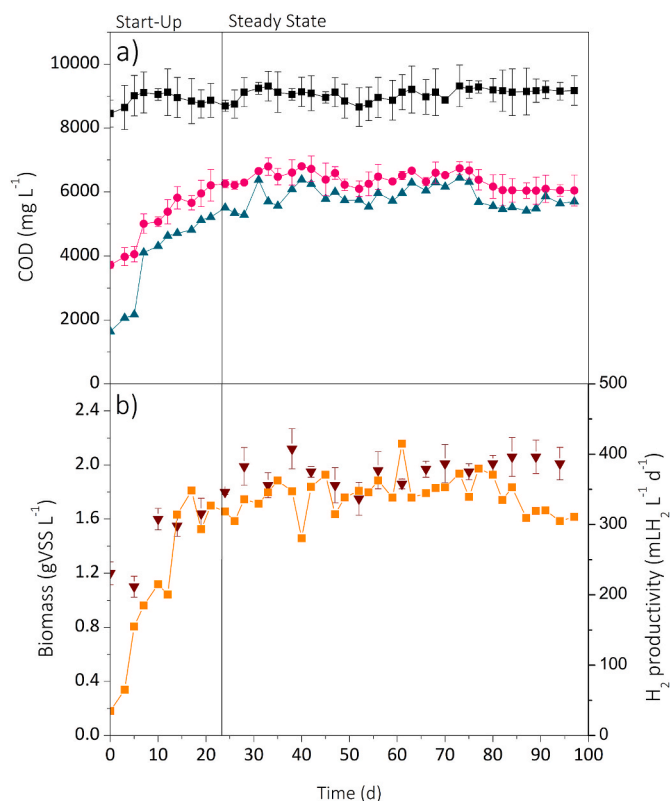 Start-Up Steady State
a)
10000
8000
6000
4000
2000
0
COD (mg L⁻¹)
b)
2.4
2.0
1.6
1.2
0.8
0.4
0.0
Biomass (gVSS L⁻¹)
500
400
300
200
100
0
H₂ productivity (mLH₂ L⁻¹ d⁻¹)
0 10 20 30 40 50 60 70 80 90 100
Time (d)